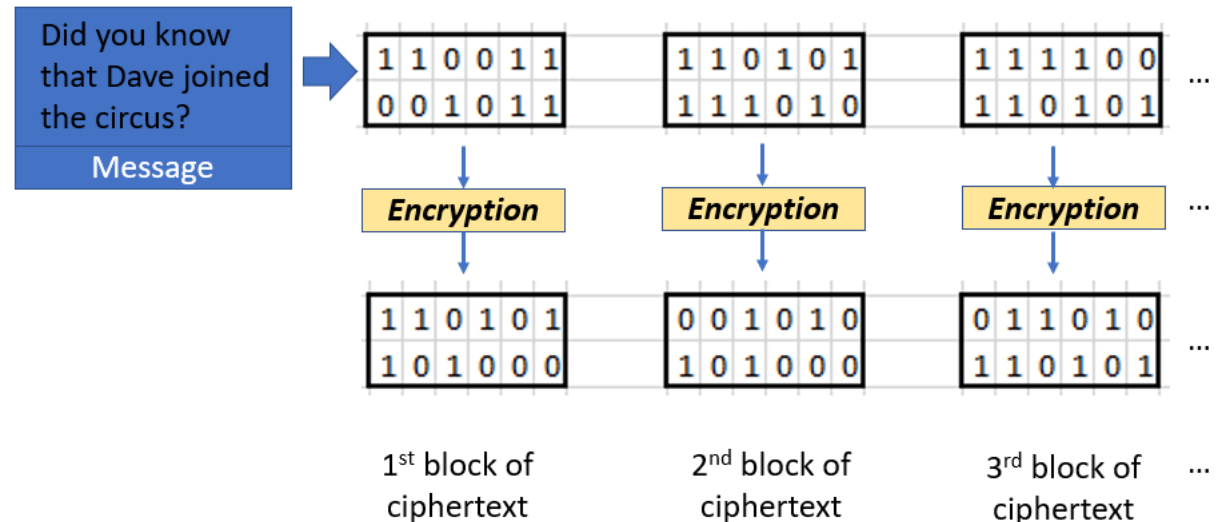 Did you know
that Dave joined
the circus?
Message
1 1 0 0 1 1
0 0 1 0 1 1
1 1 0 1 0 1
1 1 1 0 1 0
1 1 1 1 0 0
1 1 0 1 0 1
...
Encryption
Encryption
Encryption
...
1 1 0 1 0 1
1 0 1 0 0 0
0 0 1 0 1 0
1 0 1 0 0 0
0 1 1 0 1 0
1 1 0 1 0 1
...
1st block of
ciphertext
2nd block of
ciphertext
3rd block of
ciphertext
...